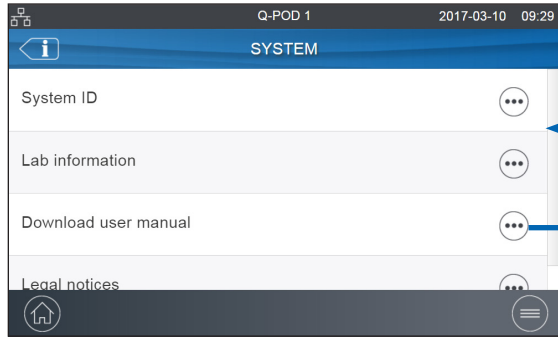 Q-POD 1 2017-03-10 09:29
i SYSTEM
System ID
Lab information
Download user manual
Legal notices